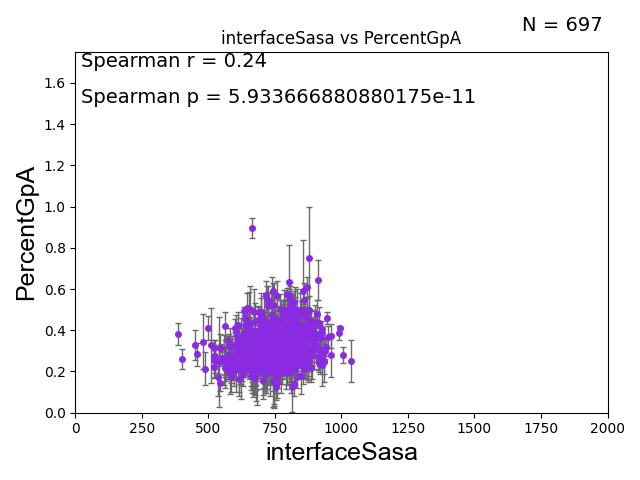 N = 697
interfaceSasa vs PercentGpA
Spearman r = 0.24
Spearman p = 5.933666880880175e-11
PercentGpA
1.6
1.4
1.2
1.0
0.8
0.6
0.4
0.2
0.0
0 250 500 750 1000 1250 1500 1750 2000
interfaceSasa